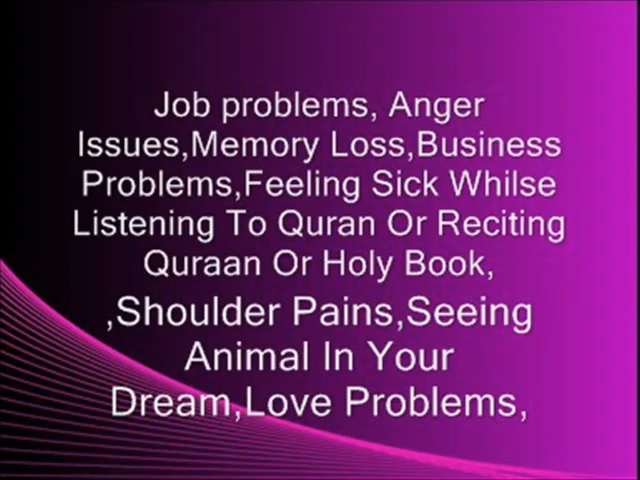 Job problems, Anger
Issues,Memory Loss,Business
Problems,Feeling Sick Whilse
Listening To Quran Or Reciting
Quraan Or Holy Book,
,Shoulder Pains,Seeing
Animal In Your
Dream,Love Problems,